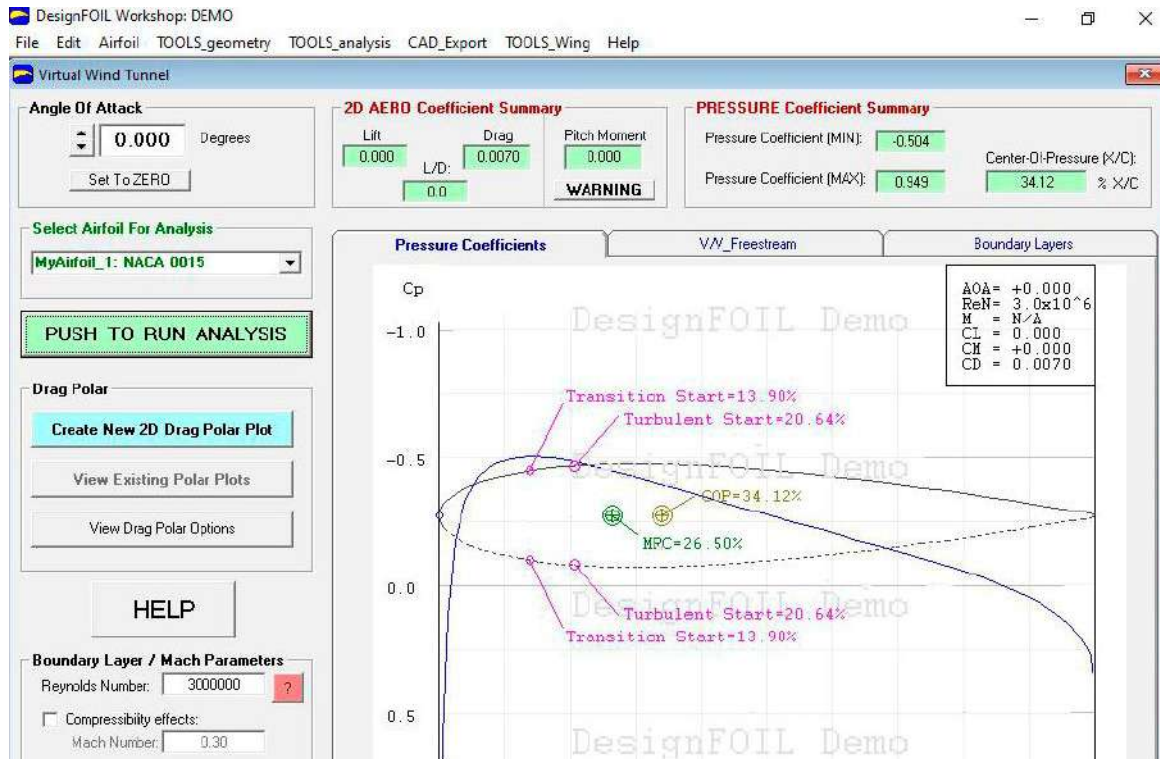 DesignFOIL Workshop: DEMO
File Edit Airfoil TOOLS_geometry TOOLS_analysis CAD_Export TOOLS_Wing Help
Virtual Wind Tunnel
Angle Of Attack
0.000 Degrees
Set To ZERO
2D AERO Coefficient Summary
Lift Drag Pitch Moment
0.000 L/D: 0.0070 0.000
0.0 WARNING
PRESSURE Coefficient Summary
Pressure Coefficient (MIN): -0.504
Center-Of-Pressure (X/C):
Pressure Coefficient (MAX): 0.949 34.12 % X/C
Select Airfoil For Analysis
MyAirfoil_1: NACA 0015
PUSH TO RUN ANALYSIS
Drag Polar
Create New 2D Drag Polar Plot
View Existing Polar Plots
View Drag Polar Options
HELP
Boundary Layer / Mach Parameters
Reynolds Number: 3000000 ?
Compressibiity effects:
Mach Number: 0.30
Pressure Coefficients V/V_Freestream Boundary Layers
Cp
DesignFOIL Demo
AOA= +0.000
ReN= 3.0x10^6
M = N/A
CL = 0.000
CM = +0.000
CD = 0.0070
-1.0
Transition Start=13.90%
Turbulent Start=20.64%
-0.5
DesignFOIL Demo
COP=34.12%
MPC=26.50%
0.0
DesignFOIL Demo
Turbulent Start=20.64%
Transition Start=13.90%
0.5
DesignFOIL Demo